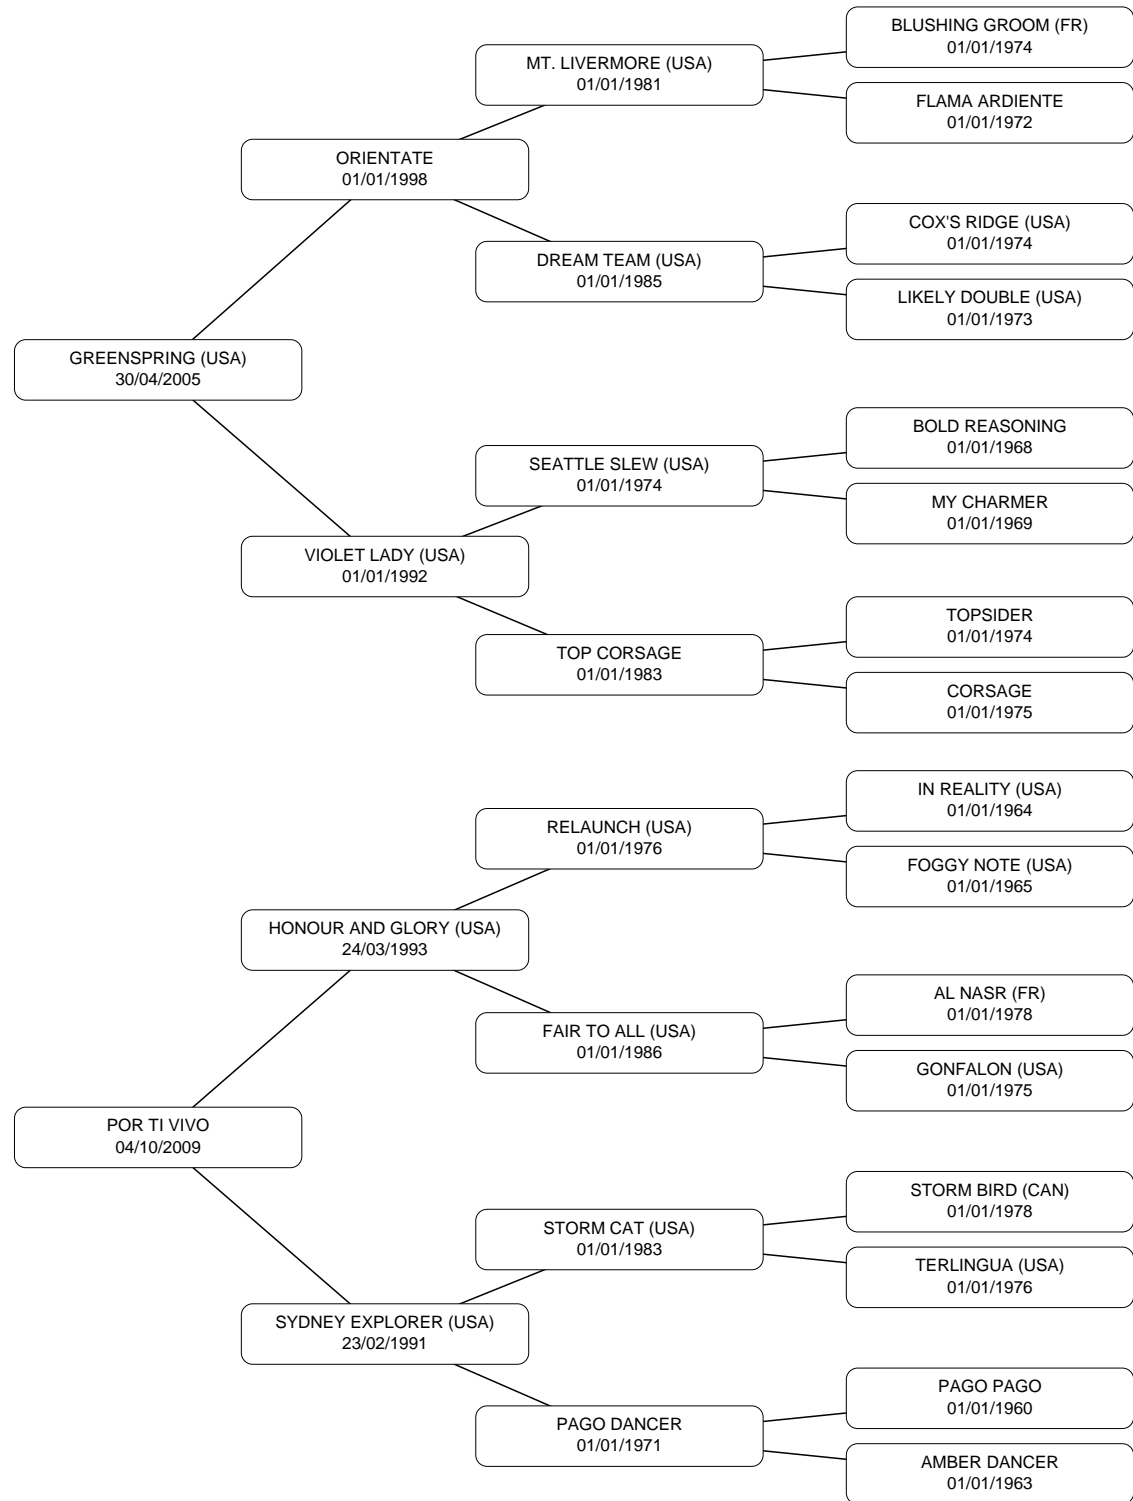 BLUSHING GROOM (FR)
01/01/1974
MT. LIVERMORE (USA)
01/01/1981
FLAMA ARDIENTE
01/01/1972
ORIENTATE
01/01/1998
COX'S RIDGE (USA)
01/01/1974
DREAM TEAM (USA)
01/01/1985
LIKELY DOUBLE (USA)
01/01/1973
GREENSPRING (USA)
30/04/2005
BOLD REASONING
01/01/1968
SEATTLE SLEW (USA)
01/01/1974
MY CHARMER
01/01/1969
VIOLET LADY (USA)
01/01/1992
TOPSIDER
01/01/1974
TOP CORSAGE
01/01/1983
CORSAGE
01/01/1975
IN REALITY (USA)
01/01/1964
RELAUNCH (USA)
01/01/1976
FOGGY NOTE (USA)
01/01/1965
HONOUR AND GLORY (USA)
24/03/1993
AL NASR (FR)
01/01/1978
FAIR TO ALL (USA)
01/01/1986
GONFALON (USA)
01/01/1975
POR TI VIVO
04/10/2009
STORM BIRD (CAN)
01/01/1978
STORM CAT (USA)
01/01/1983
TERLINGUA (USA)
01/01/1976
SYDNEY EXPLORER (USA)
23/02/1991
PAGO PAGO
01/01/1960
PAGO DANCER
01/01/1971
AMBER DANCER
01/01/1963